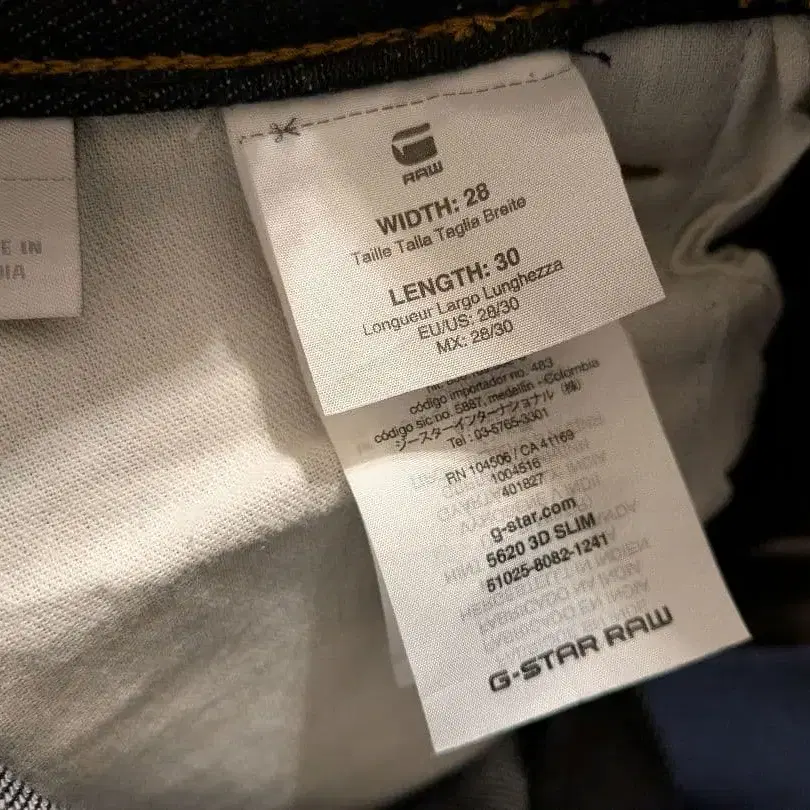 E IN
IA
RAW
WIDTH: 28
Taille Talla Taglia Breite
LENGTH: 30
Longueur Largo Lunghezza
EU/US: 28/30
MX: 28/30
código importador no. 483
código sic no. 5887, medellin - Colombia
ジースターインターナショナル (株)
Tel : 03-5765-3301
RN 104506 / CA 41169
1004516
401827
g-star.com
5620 3D SLIM
51025-8082-1241
G-STAR RAW